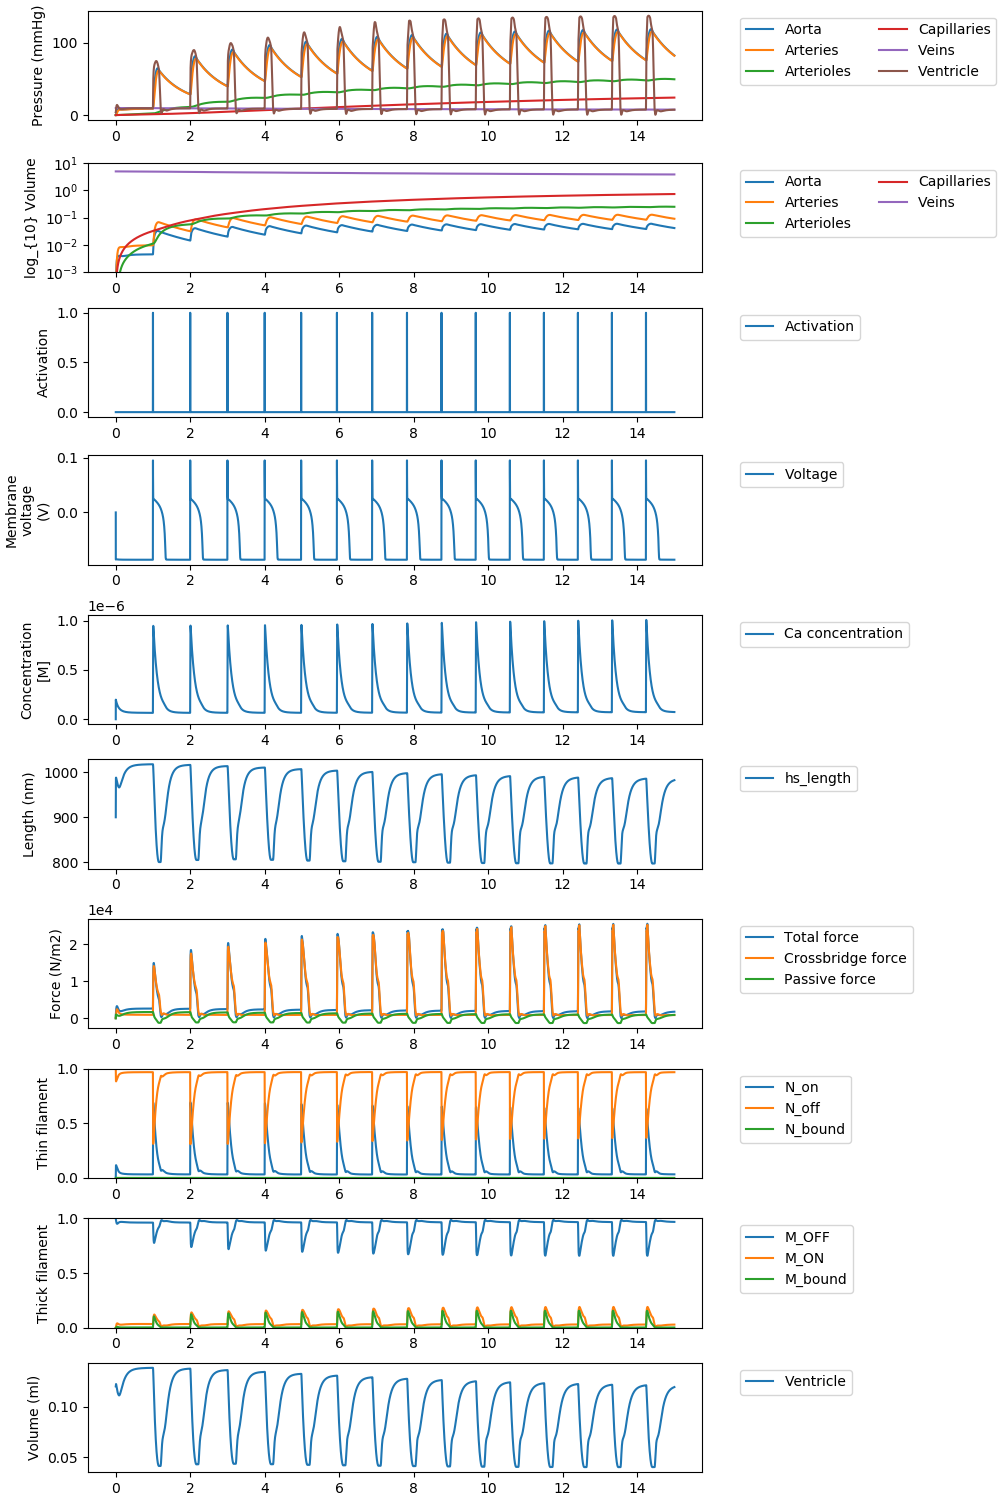 Pressure (mmHg)
100
0
0 2 4 6 8 10 12 14
Aorta
Arteries
Arterioles
Capillaries
Veins
Ventricle
log_{10} Volume
10^1
10^0
10^−1
10^−2
10^−3
0 2 4 6 8 10 12 14
Aorta
Arteries
Arterioles
Capillaries
Veins
Activation
1.0
0.5
0.0
0 2 4 6 8 10 12 14
Activation
Membrane
voltage
(V)
0.1
0.0
0 2 4 6 8 10 12 14
Voltage
1e−6
Concentration
[M]
1.0
0.5
0.0
0 2 4 6 8 10 12 14
Ca concentration
Length (nm)
1000
900
800
0 2 4 6 8 10 12 14
hs_length
1e4
Force (N/m2)
2
1
0
0 2 4 6 8 10 12 14
Total force
Crossbridge force
Passive force
Thin filament
1.0
0.5
0.0
0 2 4 6 8 10 12 14
N_on
N_off
N_bound
Thick filament
1.0
0.5
0.0
0 2 4 6 8 10 12 14
M_OFF
M_ON
M_bound
Volume (ml)
0.10
0.05
0 2 4 6 8 10 12 14
Ventricle